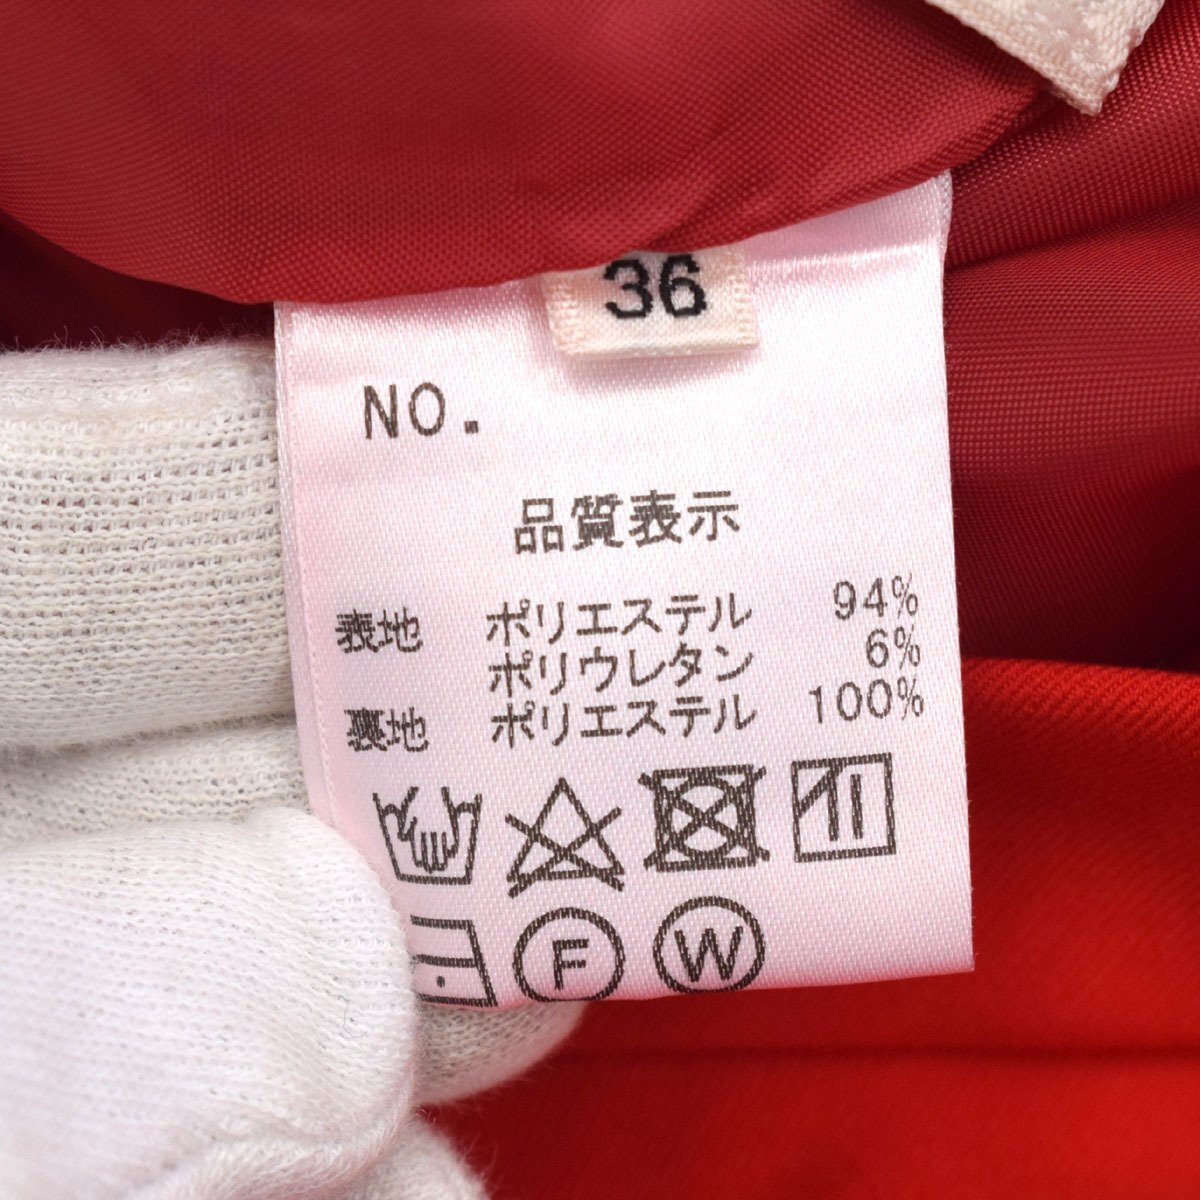 36
NO.
品質表示
表地 ポリエステル 94%
ポリウレタン 6%
裏地 ポリエステル 100%
F W